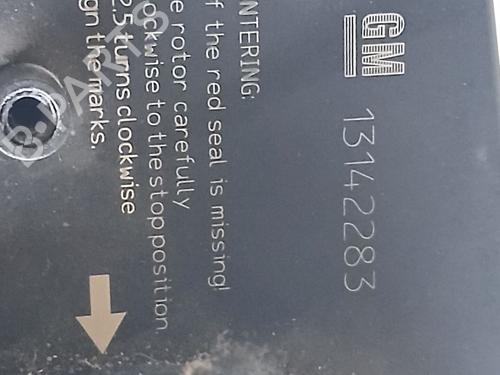 GM
13142283
NTERING:
f the red seal is missing!
e rotor carefully
ockwise to the stop position
2.5 turns clockwise
gn the marks.
B-PARTS